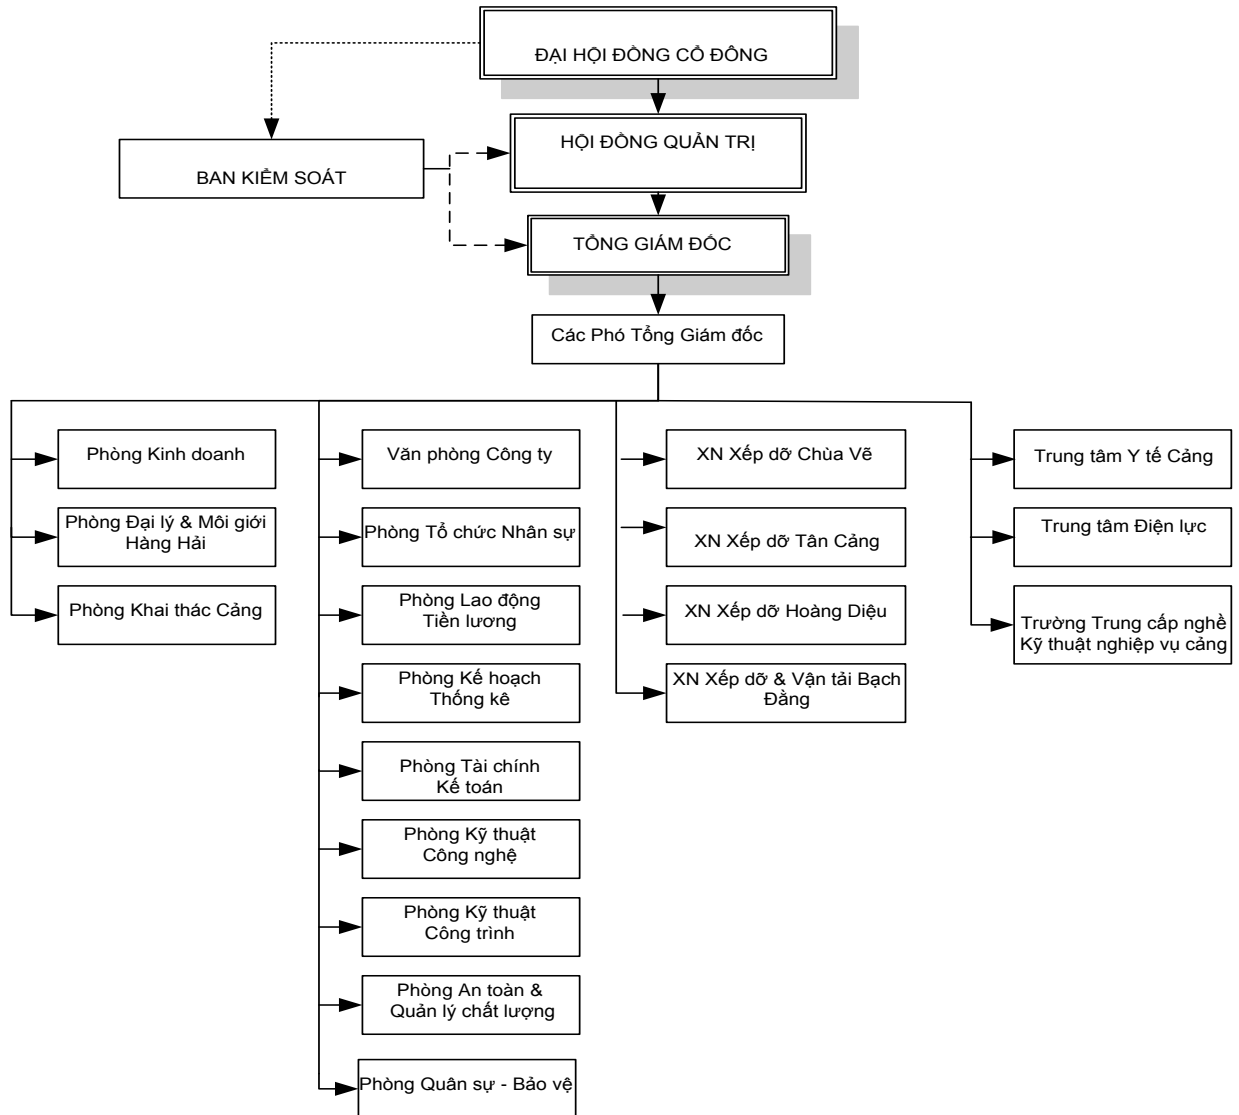 ĐẠI HỘI ĐỒNG CỔ ĐÔNG
HỘI ĐỒNG QUẢN TRỊ
BAN KIỂM SOÁT
TỔNG GIÁM ĐỐC
Các Phó Tổng Giám đốc
Phòng Kinh doanh
Phòng Đại lý & Môi giới
Hàng Hải
Phòng Khai thác Cảng
Văn phòng Công ty
Phòng Tổ chức Nhân sự
Phòng Lao động
Tiền lương
Phòng Kế hoạch
Thống kê
Phòng Tài chính
Kế toán
Phòng Kỹ thuật
Công nghệ
Phòng Kỹ thuật
Công trình
Phòng An toàn &
Quản lý chất lượng
Phòng Quân sự - Bảo vệ
XN Xếp dỡ Chùa Vẽ
XN Xếp dỡ Tân Cảng
XN Xếp dỡ Hoàng Diệu
XN Xếp dỡ & Vận tải Bạch
Đằng
Trung tâm Y tế Cảng
Trung tâm Điện lực
Trường Trung cấp nghề
Kỹ thuật nghiệp vụ cảng